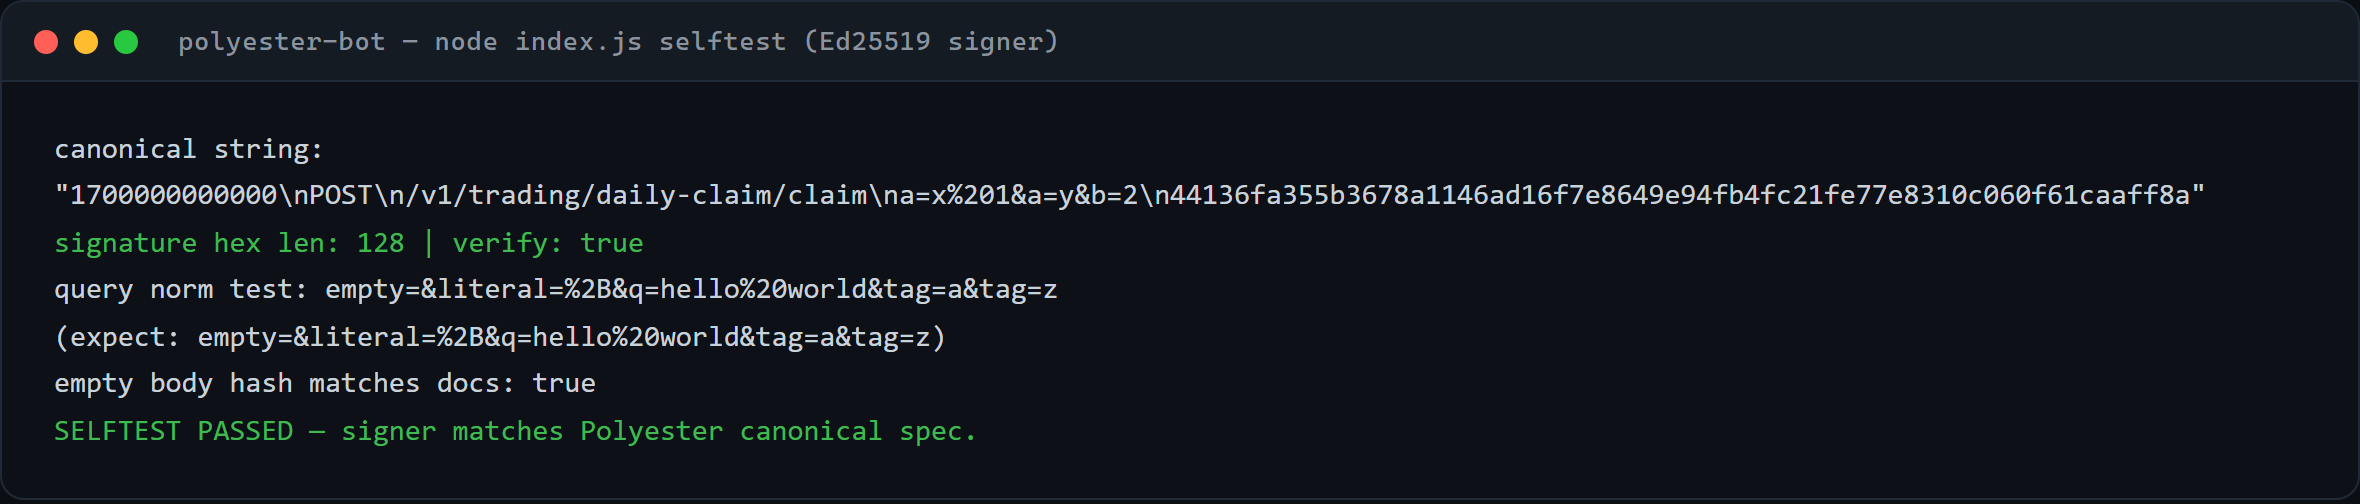 polyester-bot — node index.js selftest (Ed25519 signer)
canonical string:
"1700000000000\nPOST\n/v1/trading/daily-claim/claim\na=x%201&a=y&b=2\n44136fa355b3678a1146ad16f7e8649e94fb4fc21fe77e8310c060f61caaff8a"
signature hex len: 128 | verify: true
query norm test: empty=&literal=%2B&q=hello%20world&tag=a&tag=z
(expect: empty=&literal=%2B&q=hello%20world&tag=a&tag=z)
empty body hash matches docs: true
SELFTEST PASSED — signer matches Polyester canonical spec.